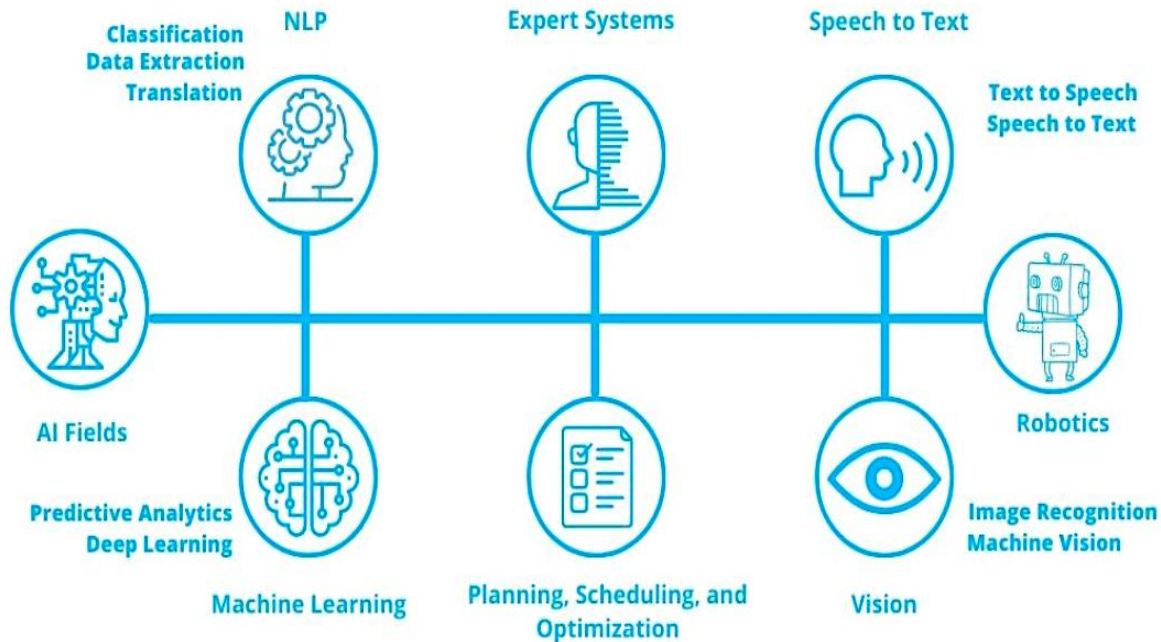 NLP
Expert Systems
Speech to Text
Classification
Data Extraction
Translation
Text to Speech
Speech to Text
AI Fields
Robotics
Predictive Analytics
Deep Learning
Image Recognition
Machine Vision
Machine Learning
Planning, Scheduling, and
Optimization
Vision